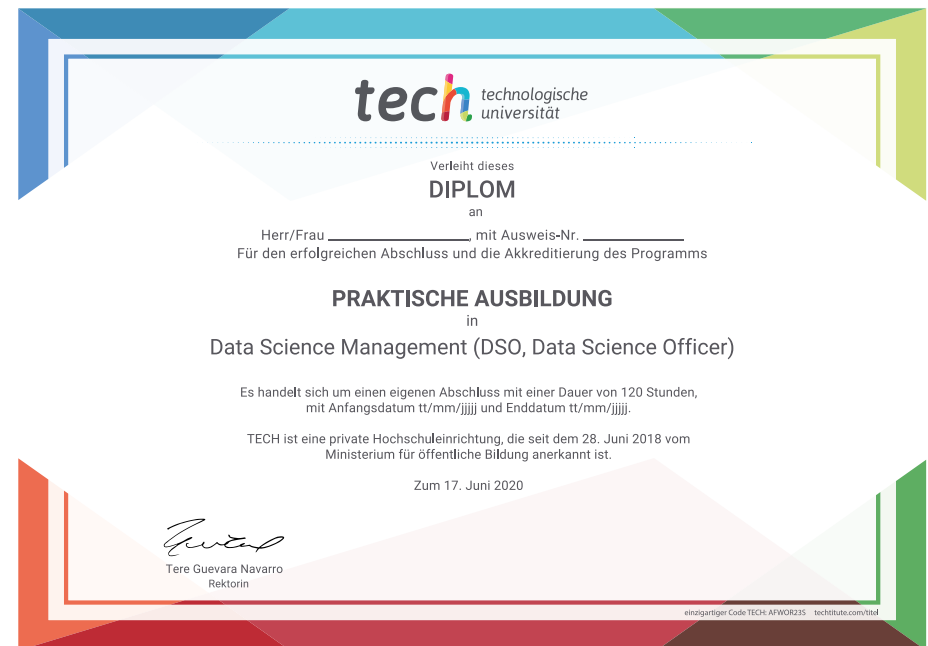 tech technologische
universität
Verleiht dieses
DIPLOM
an
Herr/Frau ____________, mit Ausweis-Nr. ____________
Für den erfolgreichen Abschluss und die Akkreditierung des Programms
PRAKTISCHE AUSBILDUNG
in
Data Science Management (DSO, Data Science Officer)
Es handelt sich um einen eigenen Abschluss mit einer Dauer von 120 Stunden,
mit Anfangsdatum tt/mm/jjjjj und Enddatum tt/mm/jjjjj.
TECH ist eine private Hochschuleinrichtung, die seit dem 28. Juni 2018 vom
Ministerium für öffentliche Bildung anerkannt ist.
Zum 17. Juni 2020
Tere Guevara Navarro
Rektorin
einzigartiger Code TECH: AFWOR23S techtitute.com/titel